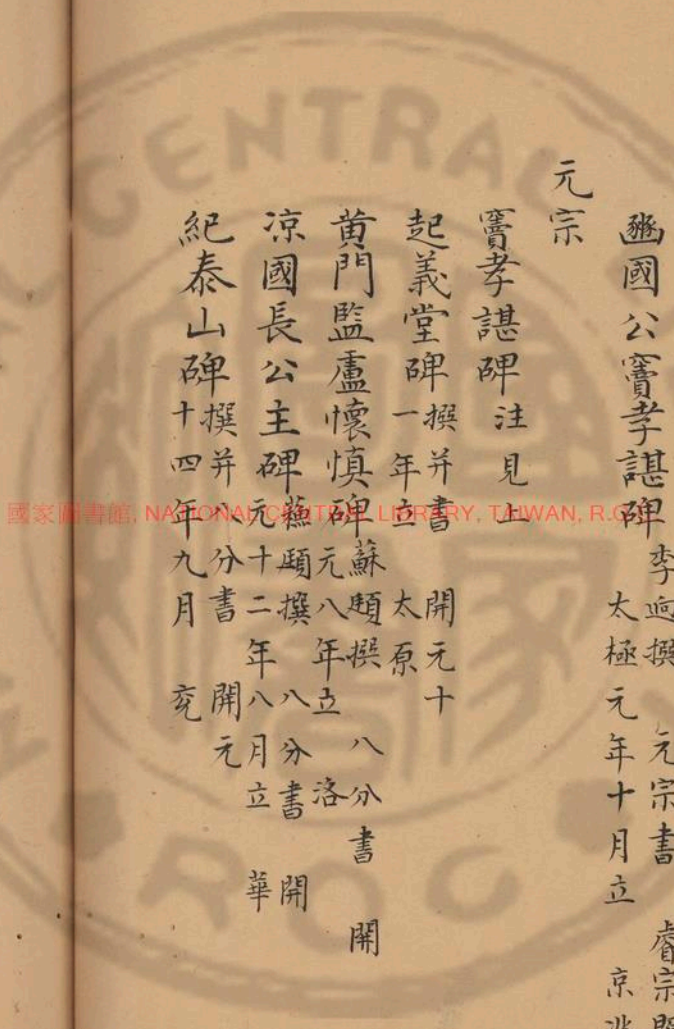 豳國公竇孝諶碑 李逈撰 元宗書 睿宗
太極元年十月立 京兆
元宗
竇孝諶碑 注見上
起義堂碑 撰并書 開元十
一年立 太原
黃門監盧懷慎碑 蘇頲撰 八分書 開
元八年立 洛
涼國長公主碑 蘇頲撰 八分書 開
元十二年八月立 華
紀泰山碑 撰并八分書 開元
十四年九月 兗
國家圖書館, NATIONAL CENTRAL LIBRARY, TAIWAN, R.O.C
CENTRAL
R.O.C